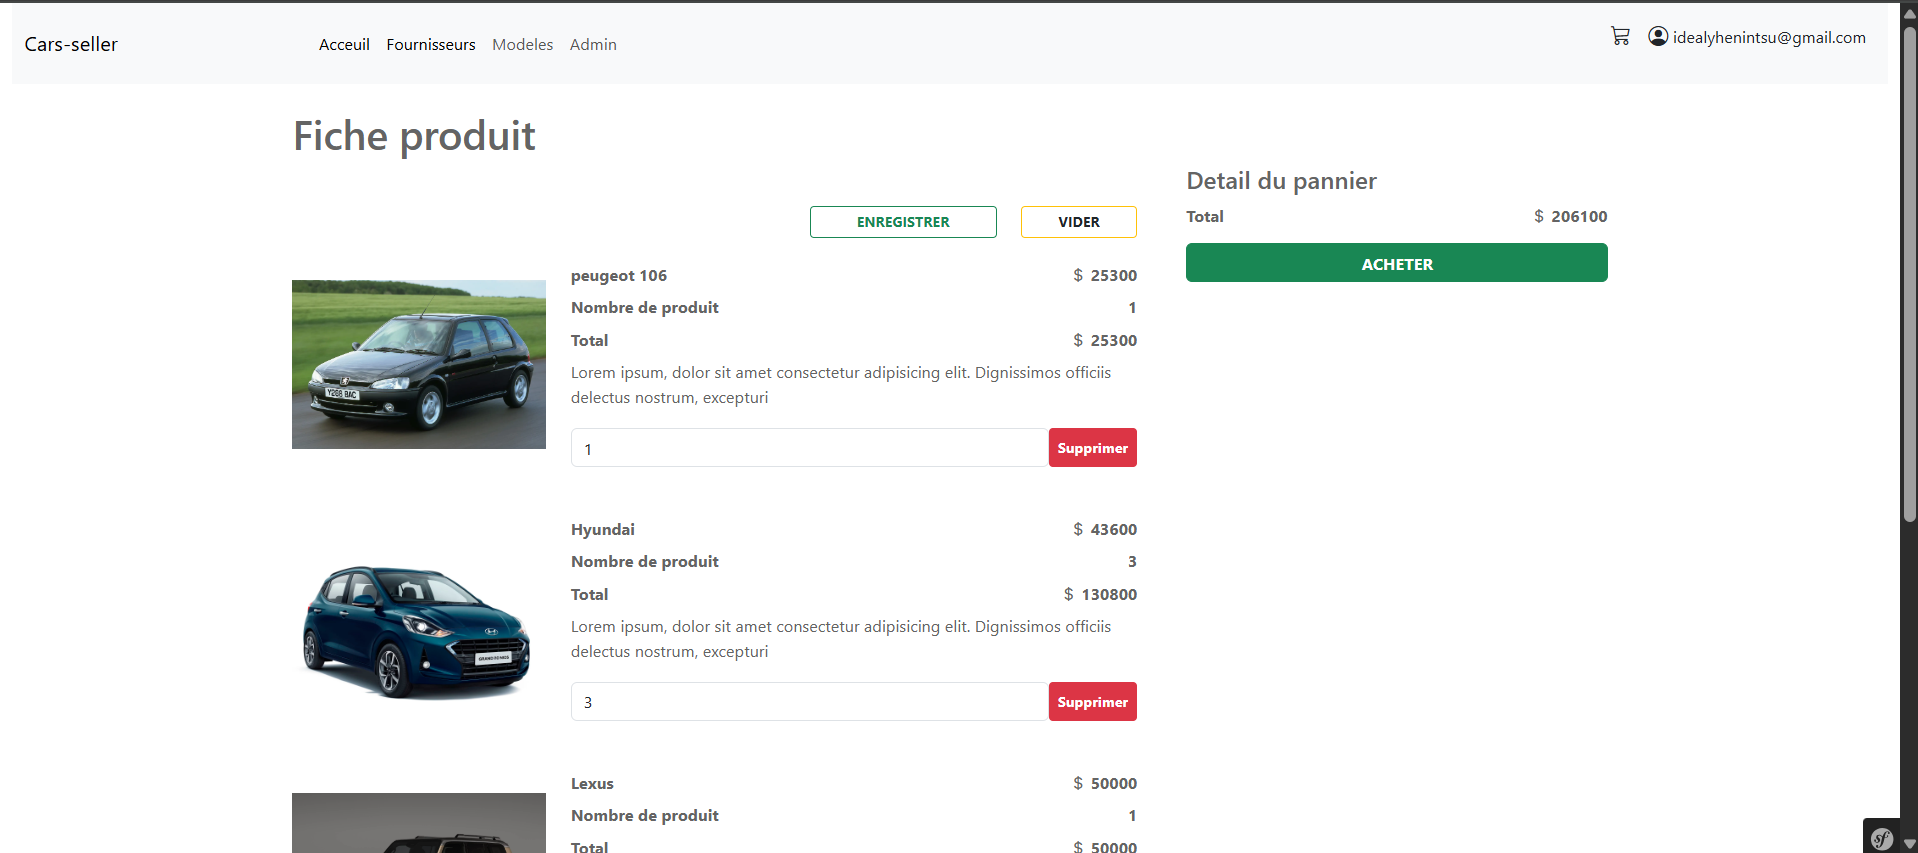 Cars-seller
Acceuil Fournisseurs Modeles Admin
idealyhenintsu@gmail.com
Fiche produit
ENREGISTRER VIDER
peugeot 106 $ 25300
Nombre de produit 1
Total $ 25300
Lorem ipsum, dolor sit amet consectetur adipisicing elit. Dignissimos officiis
delectus nostrum, excepturi
1 Supprimer
Hyundai $ 43600
Nombre de produit 3
Total $ 130800
Lorem ipsum, dolor sit amet consectetur adipisicing elit. Dignissimos officiis
delectus nostrum, excepturi
3 Supprimer
Lexus $ 50000
Nombre de produit 1
Total $ 50000
Detail du pannier
Total $ 206100
ACHETER
Y268 BAC
sf